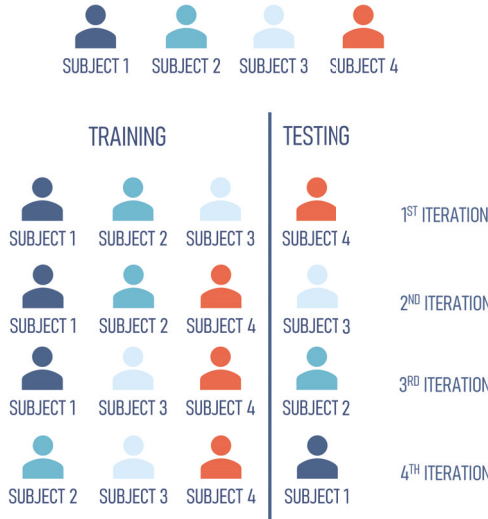 SUBJECT 1 SUBJECT 2 SUBJECT 3 SUBJECT 4
TRAINING TESTING
SUBJECT 1 SUBJECT 2 SUBJECT 3 SUBJECT 4 1ST ITERATION
SUBJECT 1 SUBJECT 2 SUBJECT 4 SUBJECT 3 2ND ITERATION
SUBJECT 1 SUBJECT 3 SUBJECT 4 SUBJECT 2 3RD ITERATION
SUBJECT 2 SUBJECT 3 SUBJECT 4 SUBJECT 1 4TH ITERATION